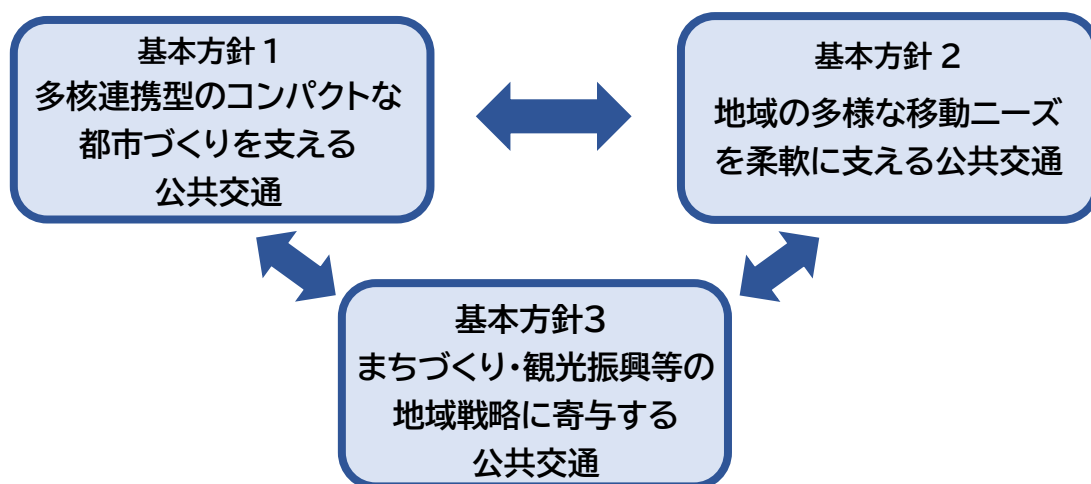 基本方針１
多核連携型のコンパクトな
都市づくりを支える
公共交通
基本方針２
地域の多様な移動ニーズ
を柔軟に支える公共交通
基本方針3
まちづくり・観光振興等の
地域戦略に寄与する
公共交通